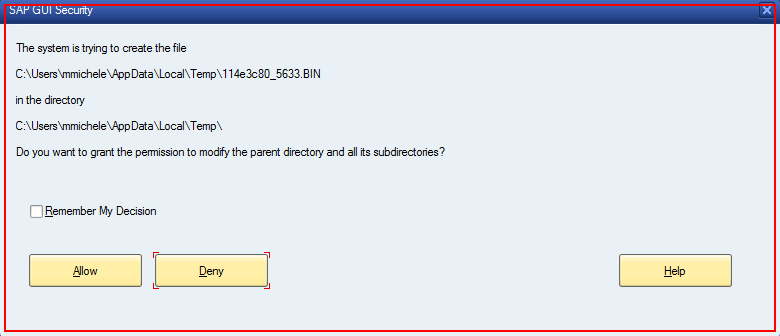 SAP GUI Security
The system is trying to create the file
C:\Users\mmichele\AppData\Local\Temp\114e3c80_5633.BIN
in the directory
C:\Users\mmichele\AppData\Local\Temp\
Do you want to grant the permission to modify the parent directory and all its subdirectories?
Remember My Decision
Allow Deny Help